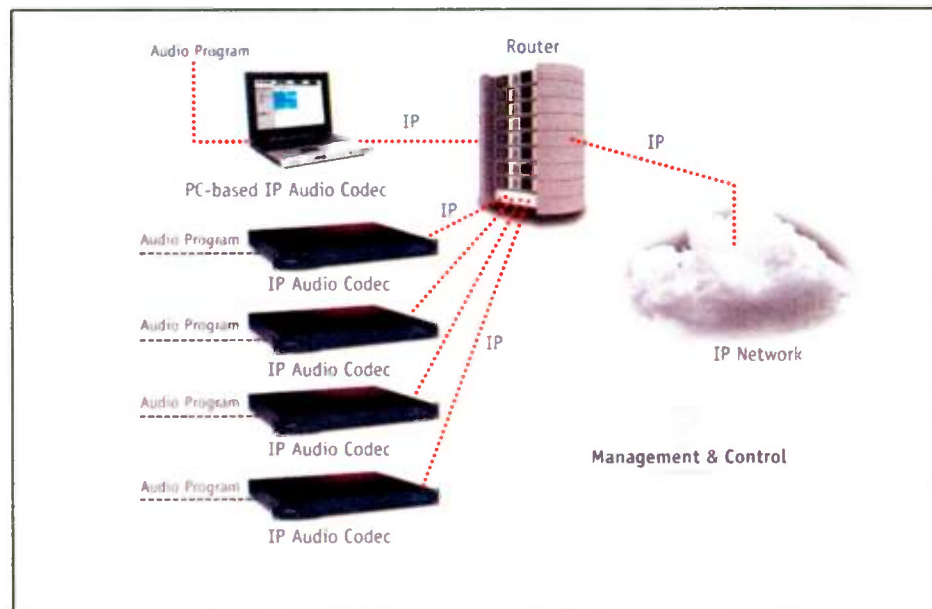 Audio Program
Router
IP
IP
PC-based IP Audio Codec
IP
Audio Program
IP Audio Codec
Audio Program
IP
IP Audio Codec
IP Network
Audio Program
IP Audio Codec
Management & Control
Audio Program
IP Audio Codec